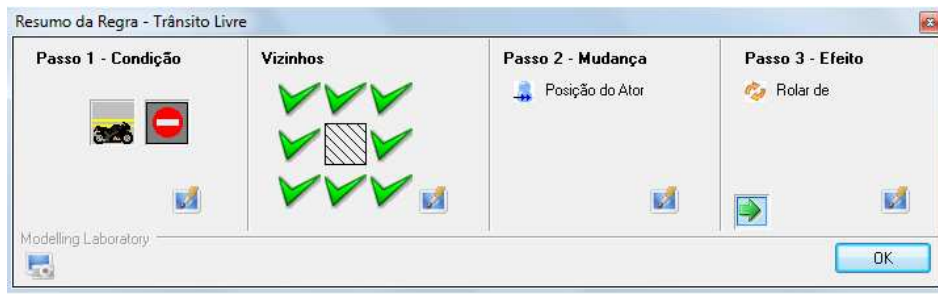 Resumo da Regra - Trânsito Livre
Passo 1 - Condição
Vizinhos
Passo 2 - Mudança
Posição do Ator
Passo 3 - Efeito
Rolar de
Modelling Laboratory
OK